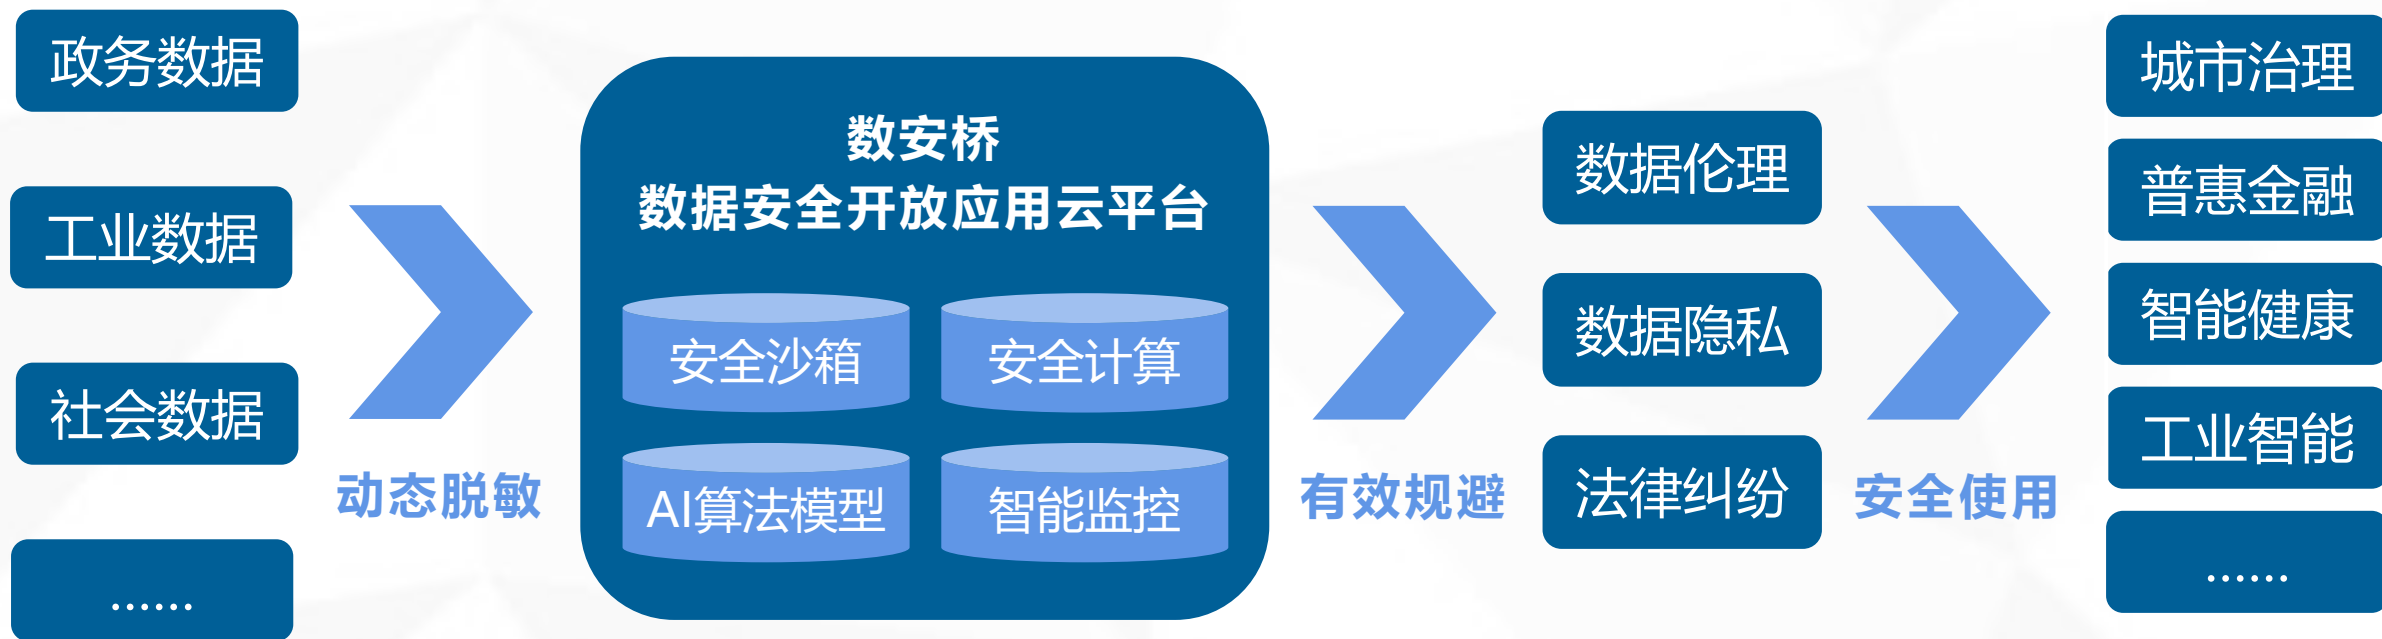 政务数据
工业数据
社会数据
......
动态脱敏
数安桥
数据安全开放应用云平台
安全沙箱
安全计算
AI算法模型
智能监控
有效规避
数据伦理
数据隐私
法律纠纷
安全使用
城市治理
普惠金融
智能健康
工业智能
......